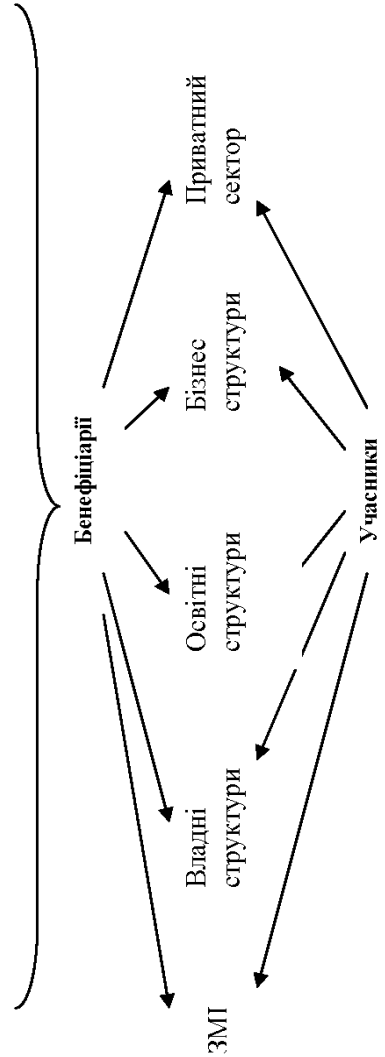 Бенефіціарії
ЗМІ
Владні
структури
Освітні
структури
Бізнес
структури
Приватний
сектор
Учасники